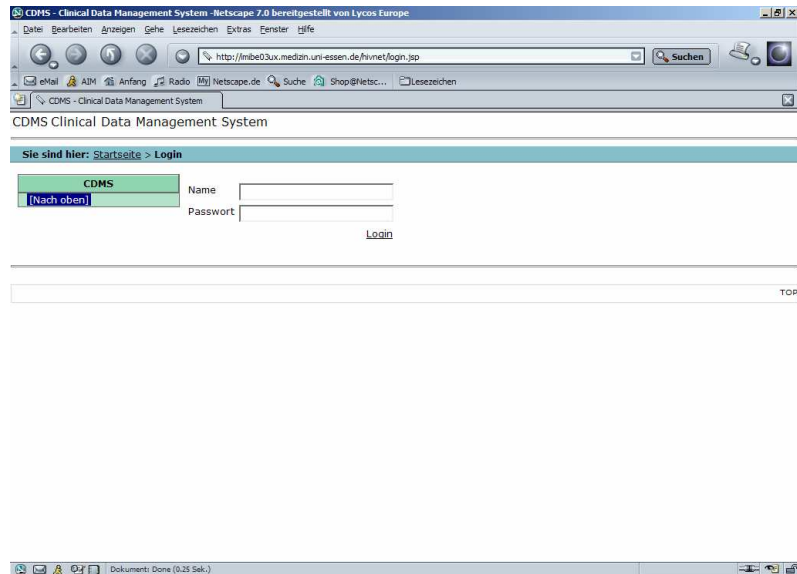 CDMS - Clinical Data Management System -Netscape 7.0 bereitgestellt von Lycos Europe
Datei Bearbeiten Anzeigen Gehe Lesezeichen Extras Fenster Hilfe
http://imibe03ux.medizin.uni-essen.de/hivnet/login.jsp Suchen
eMail AIM Anfang Radio My Netscape.de Suche Shop@Netsc... Lesezeichen
CDMS - Clinical Data Management System
CDMS Clinical Data Management System
Sie sind hier: Startseite > Login
CDMS
[Nach oben]
Name
Passwort
Login
TOP
Dokument: Done (0.25 Sek.)